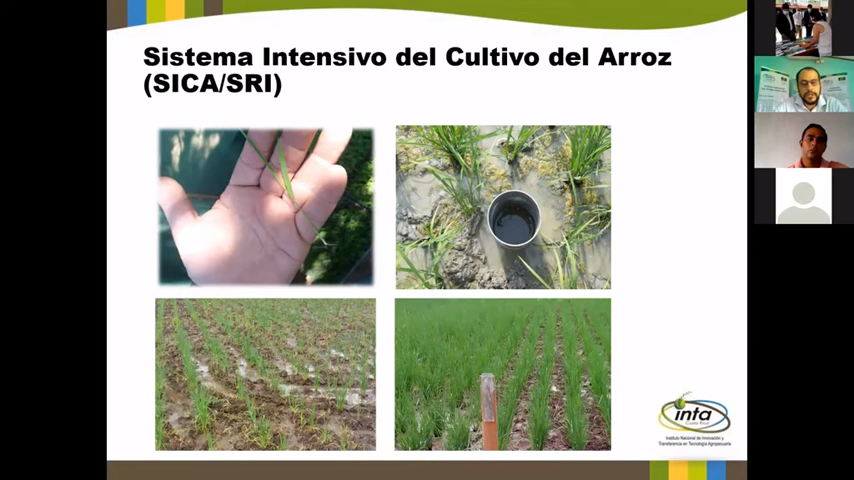 Sistema Intensivo del Cultivo del Arroz
(SICA/SRI)
inta
Costa Rica
Instituto Nacional de Innovación y
Transferencia en Tecnología Agropecuaria